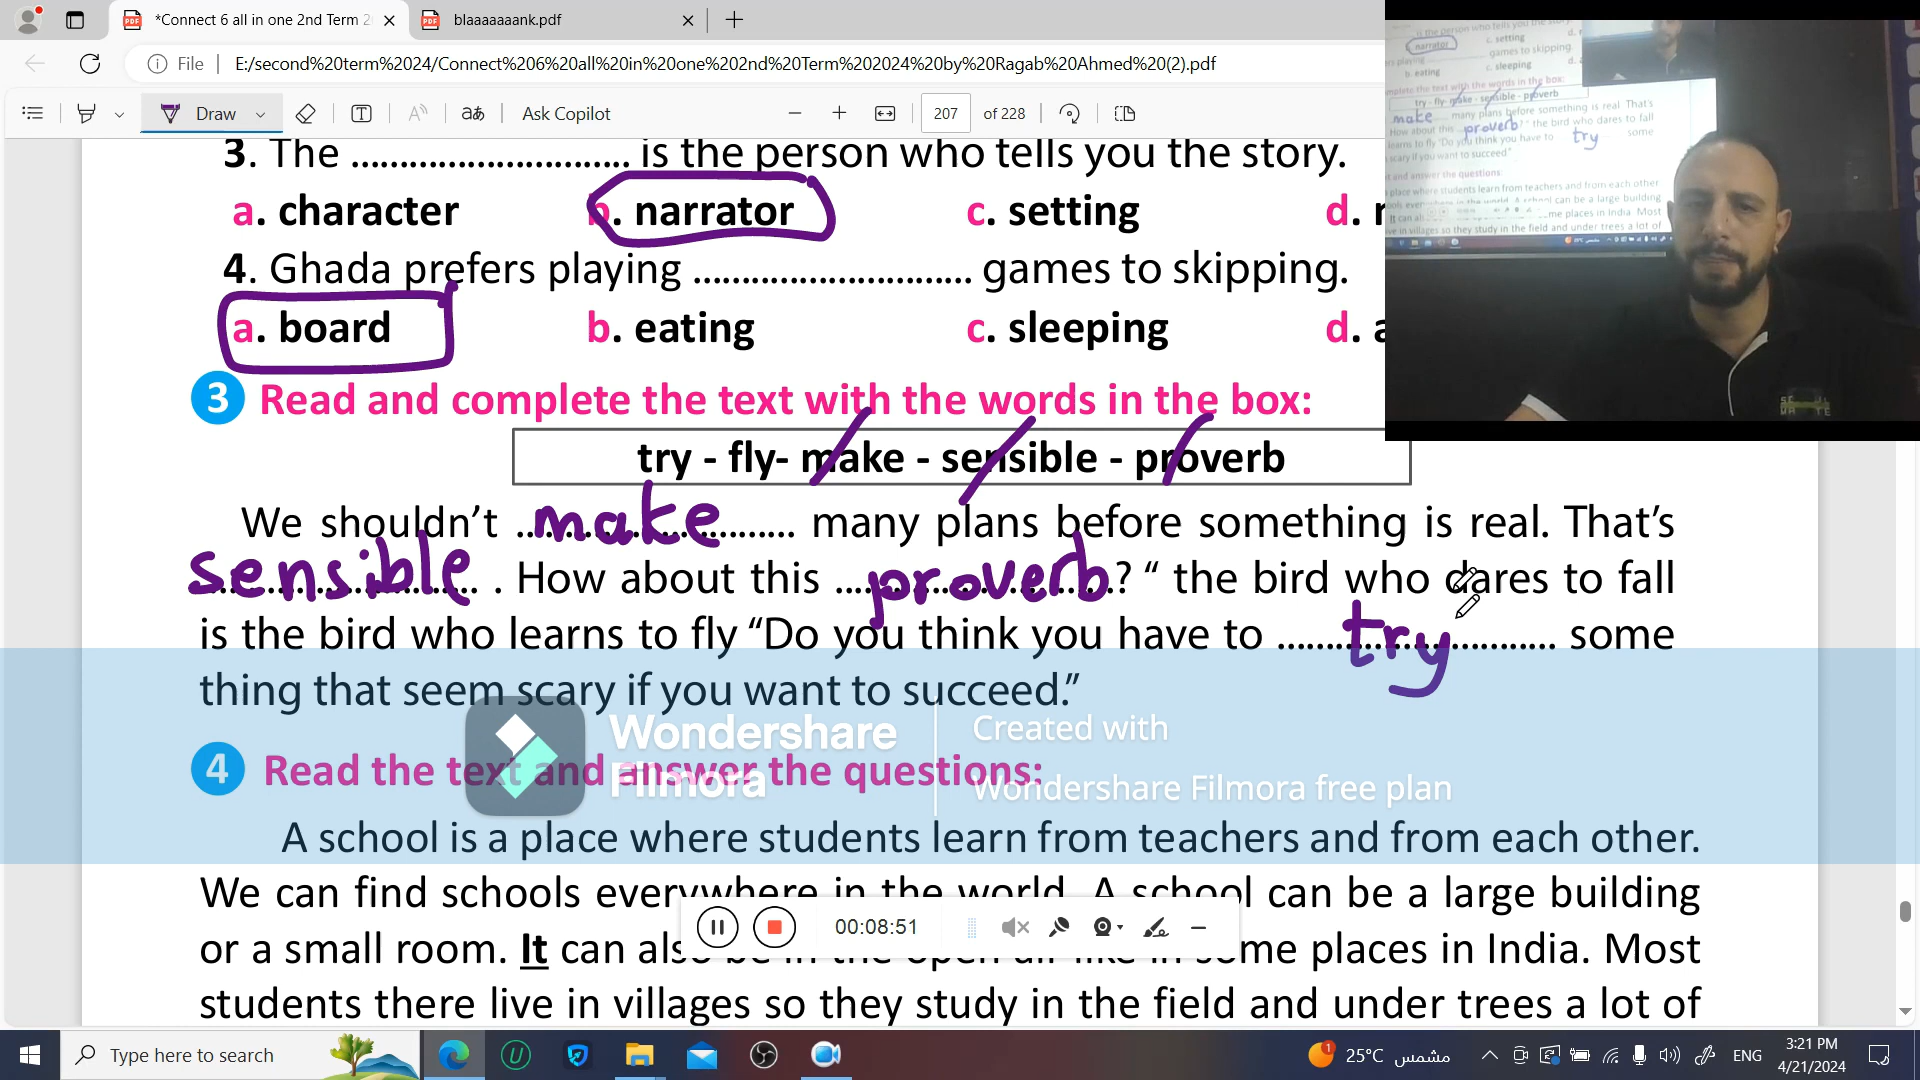 *Connect 6 all in one 2nd Term 2
blaaaaaaank.pdf
File
E:/second%20term%2024/Connect%206%20all%20in%20one%202nd%20Term%202024%20by%20Ragab%20Ahmed%20(2).pdf
Draw
Ask Copilot
207 of 228
3. The ............................ is the person who tells you the story.
a. character b. narrator c. setting d.
4. Ghada prefers playing ............................ games to skipping.
a. board b. eating c. sleeping d. a
3 Read and complete the text with the words in the box:
try - fly- make - sensible - proverb
We shouldn't ....make.... many plans before something is real. That's
....sensible.... . How about this ....proverb....? “ the bird who dares to fall
is the bird who learns to fly “Do you think you have to ....try.... some
thing that seem scary if you want to succeed.”
Wondershare Filmora
Created with
Wondershare Filmora free plan
4 Read the text and answer the questions:
A school is a place where students learn from teachers and from each other.
We can find schools everywhere in the world. A school can be a large building
or a small room. It can also be in the open air like in some places in India. Most
students there live in villages so they study in the field and under trees a lot of
00:08:51
Type here to search
1
25°C مشمس
ENG
3:21 PM
4/21/2024